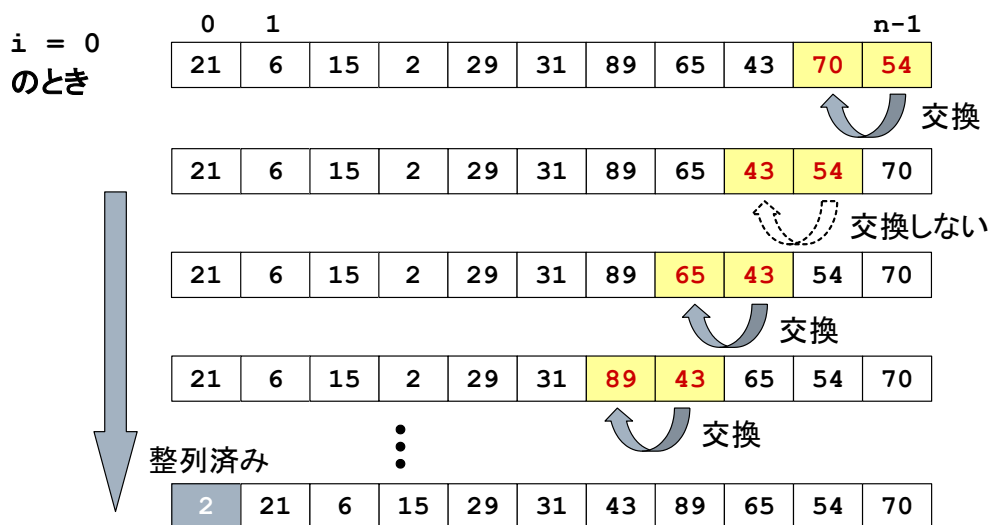 0 1 n-1
i = 0
のとき
21 6 15 2 29 31 89 65 43 70 54
交換
21 6 15 2 29 31 89 65 43 54 70
交換しない
21 6 15 2 29 31 89 65 43 54 70
交換
21 6 15 2 29 31 89 43 65 54 70
交換
整列済み
2 21 6 15 29 31 43 89 65 54 70